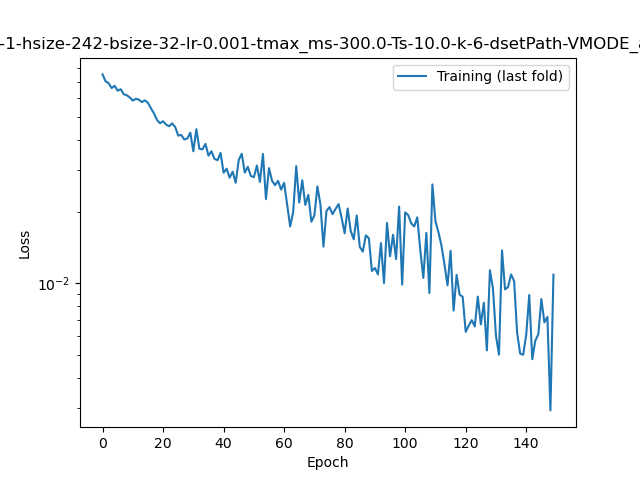 -1-hsize-242-bsize-32-lr-0.001-tmax_ms-300.0-Ts-10.0-k-6-dsetPath-VMODE_
Training (last fold)
Loss
10⁻²
0 20 40 60 80 100 120 140
Epoch